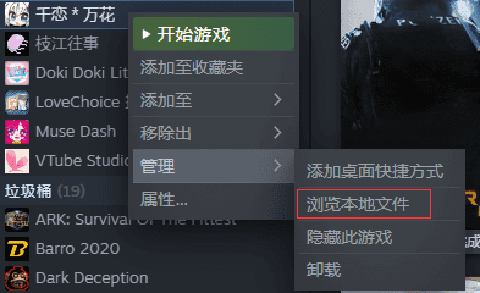 千恋＊万花
枝江往事
Doki Doki Lit
LoveChoice
Muse Dash
VTube Studio
垃圾桶 (19)
ARK: Survival Of The Fittest
Barro 2020
Dark Deception
开始游戏
添加至收藏夹
添加至
移除出
管理
属性...
添加桌面快捷方式
浏览本地文件
隐藏此游戏
卸载